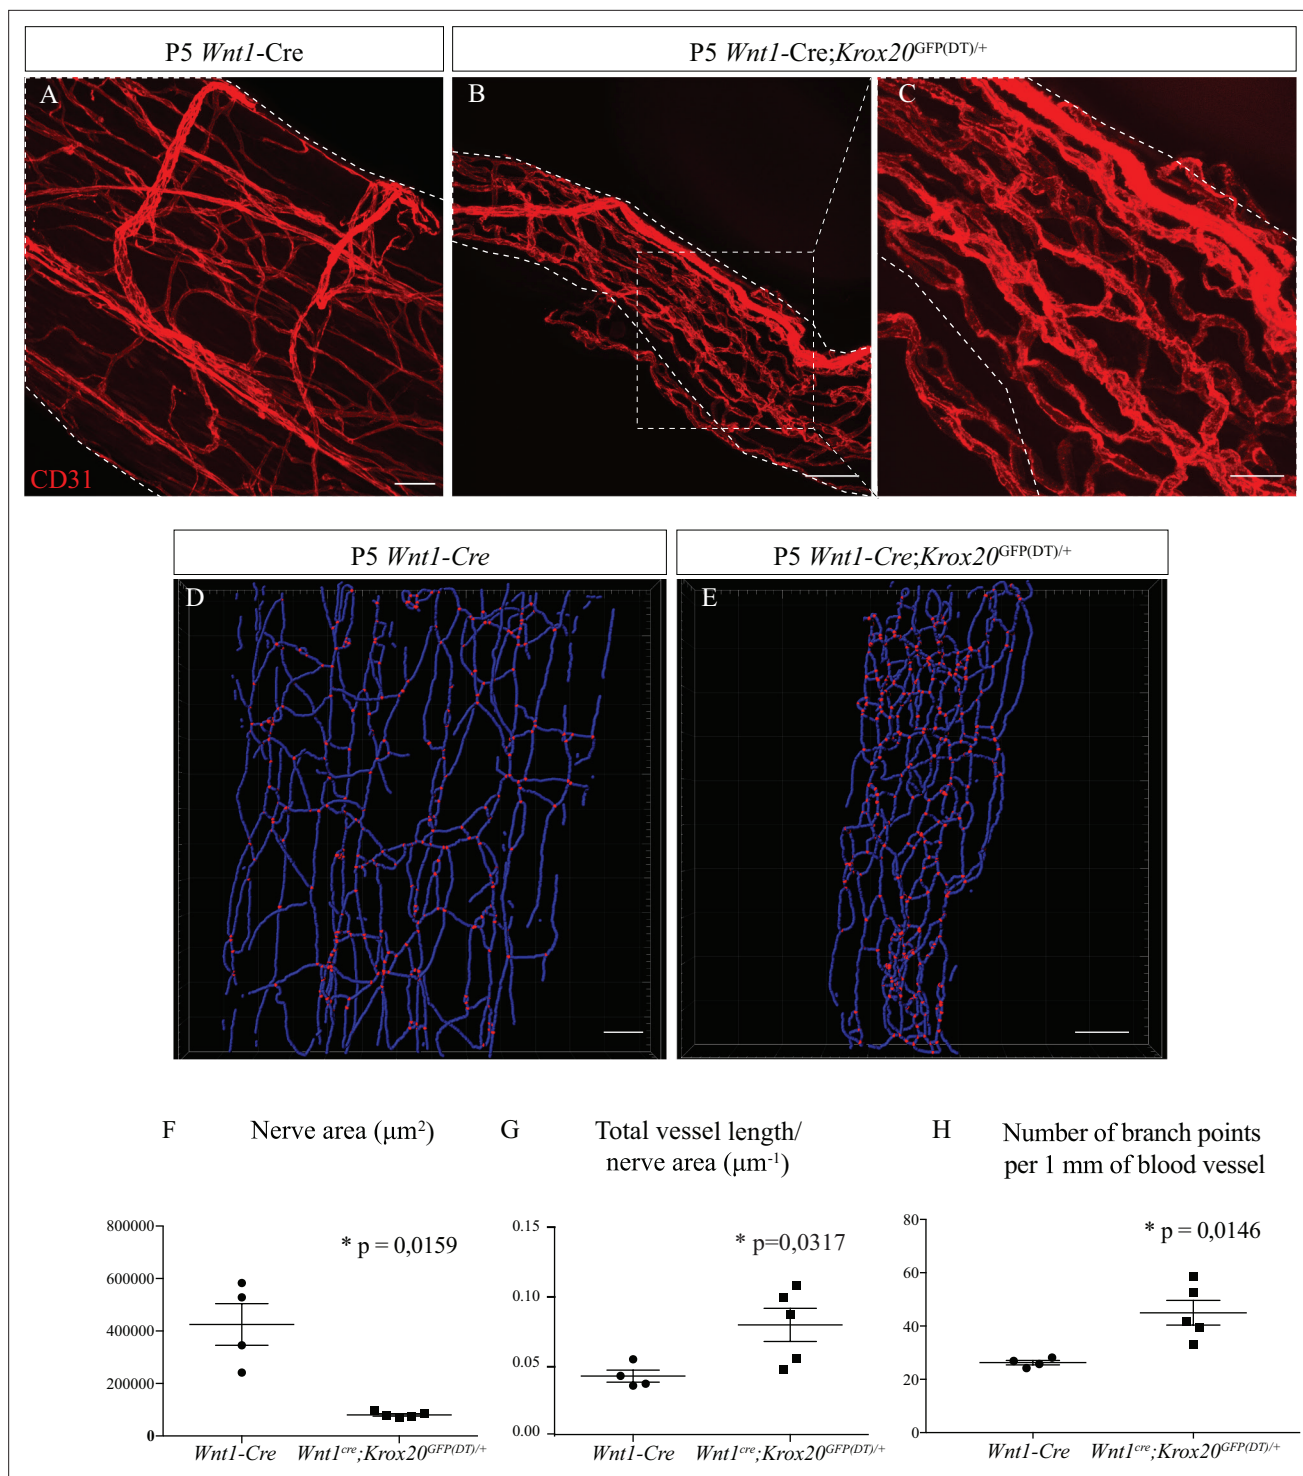 P5 Wnt1-Cre
P5 Wnt1-Cre;Krox20GFP(DT)/+
A
B
C
CD31
P5 Wnt1-Cre
P5 Wnt1-Cre;Krox20GFP(DT)/+
D
E
F Nerve area (μm²)
G Total vessel length/
nerve area (μm⁻¹)
H Number of branch points
per 1 mm of blood vessel
800000
600000
400000
200000
0
* p = 0,0159
Wnt1-Cre
Wnt1cre;Krox20GFP(DT)/+
0.15
0.10
0.05
0.00
* p=0,0317
Wnt1-Cre
Wnt1cre;Krox20GFP(DT)/+
80
60
40
20
0
* p = 0,0146
Wnt1-Cre
Wnt1cre;Krox20GFP(DT)/+